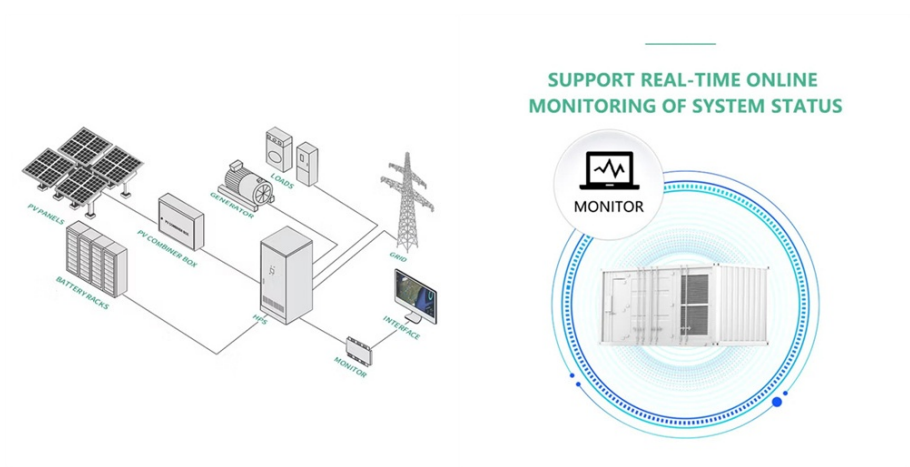 SUPPORT REAL-TIME ONLINE
MONITORING OF SYSTEM STATUS
MONITOR
LOADS
GENERATOR
PV PANELS
PV COMBINER BOX
GRID
BATTERY RACKS
HPS
INTERFACE
MONITOR